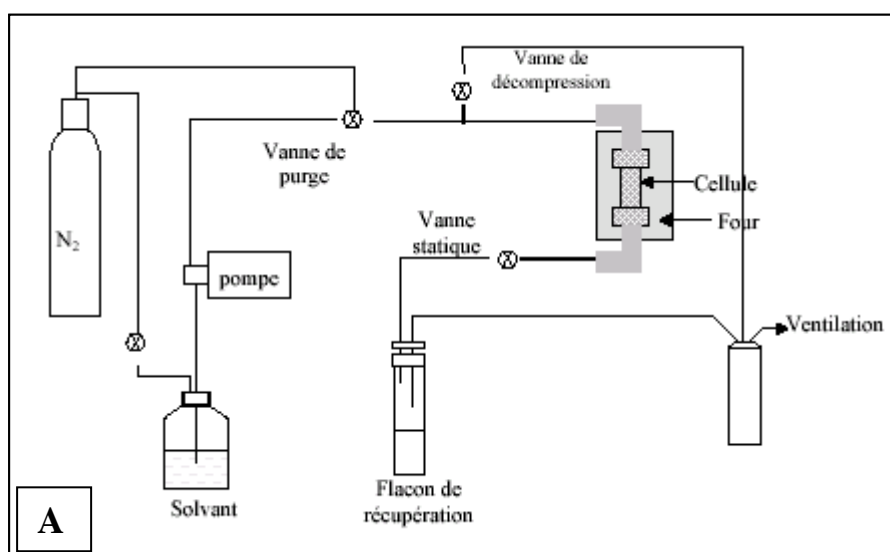 Vanne de
décompression
Vanne de
purge
Cellule
Four
Vanne
statique
N₂
pompe
Ventilation
Solvant
Flacon de
récupération
A